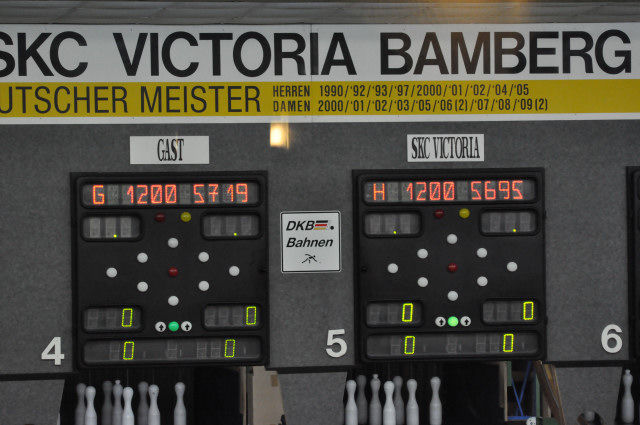 SKC VICTORIA BAMBERG
UTSCHER MEISTER HERREN 1990/'92/'93/'97/2000/'01/'02/'04/'05
DAMEN 2000/'01/'02/'03/'05/'06(2)/'07/'08/'09(2)
GAST
SKC VICTORIA
G 1200 5719
H 1200 5695
DKB
Bahnen
0 0
0 0
0 0
0 0
4
5
6